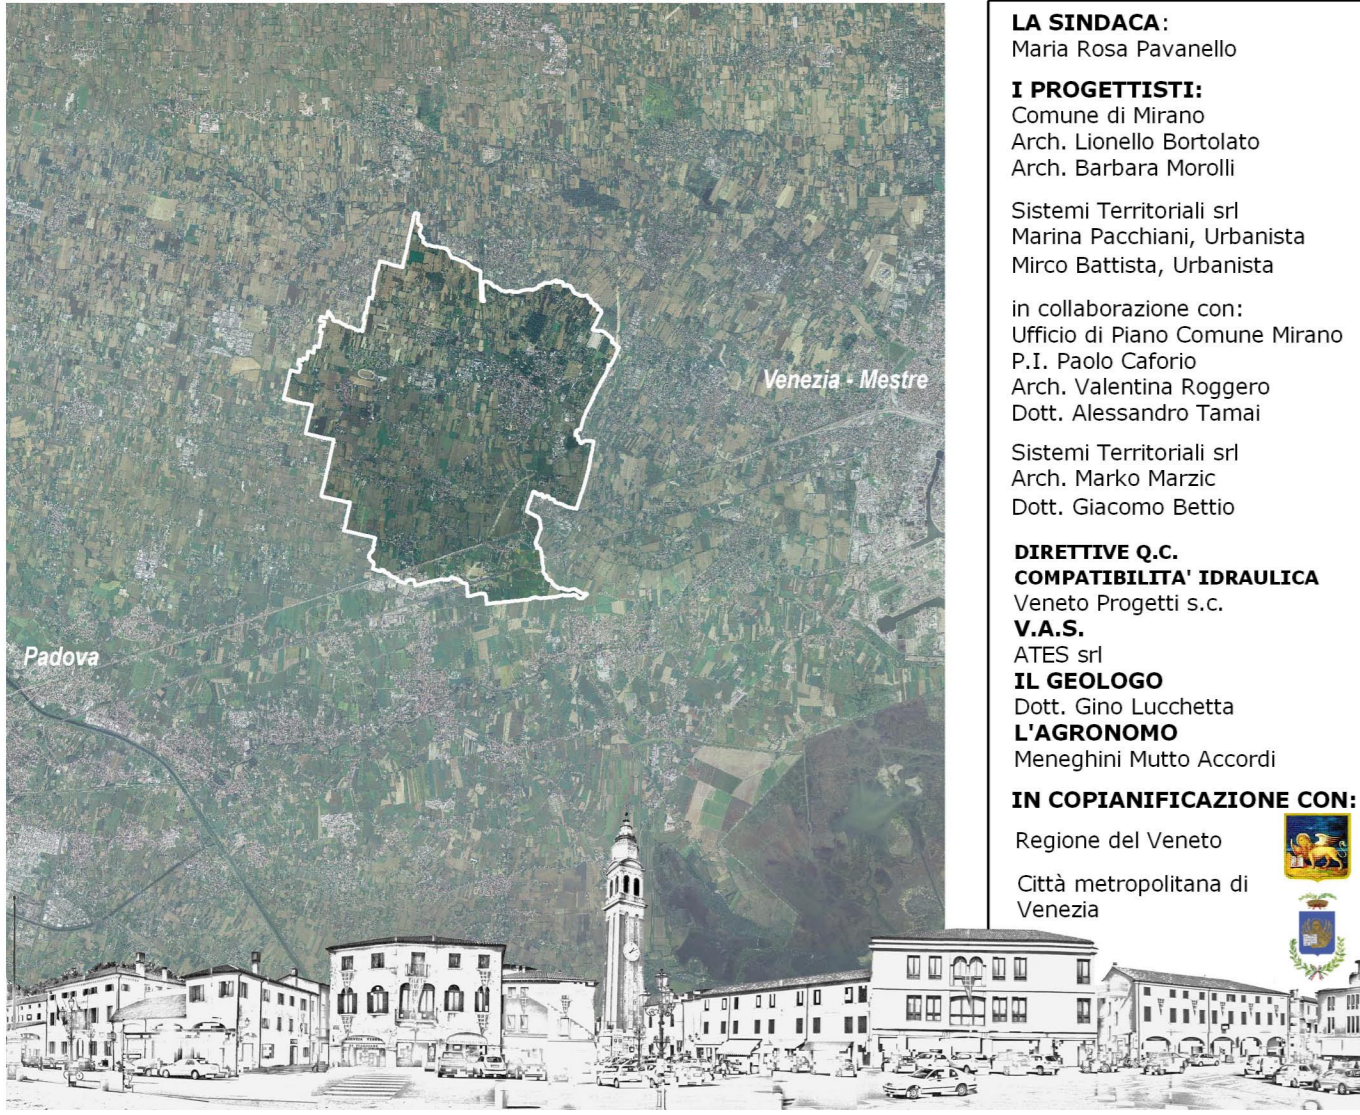 Venezia - Mestre
Padova
LA SINDACA:
Maria Rosa Pavanello
I PROGETTISTI:
Comune di Mirano
Arch. Lionello Bortolato
Arch. Barbara Morolli
Sistemi Territoriali srl
Marina Pacchiani, Urbanista
Mirco Battista, Urbanista
in collaborazione con:
Ufficio di Piano Comune Mirano
P.I. Paolo Caforio
Arch. Valentina Roggero
Dott. Alessandro Tamai
Sistemi Territoriali srl
Arch. Marko Marzic
Dott. Giacomo Bettio
DIRETTIVE Q.C.
COMPATIBILITA' IDRAULICA
Veneto Progetti s.c.
V.A.S.
ATES srl
IL GEOLOGO
Dott. Gino Lucchetta
L'AGRONOMO
Meneghini Mutto Accordi
IN COPIANIFICAZIONE CON:
Regione del Veneto
Città metropolitana di
Venezia